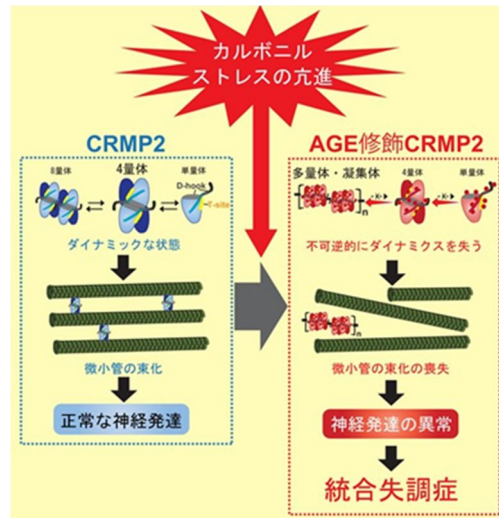 カルボニル
ストレスの亢進
CRMP2
8量体
4量体
単量体
D-hook
T-site
ダイナミックな状態
微小管の束化
正常な神経発達
AGE修飾CRMP2
多量体・凝集体
4量体
単量体
n
不可逆的にダイナミクスを失う
n
微小管の束化の喪失
神経発達の異常
統合失調症